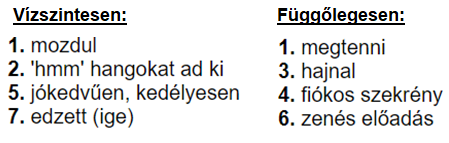 Vízszintesen:
1. mozdul
2. 'hmm' hangokat ad ki
5. jókedvűen, kedélyesen
7. edzett (ige)
Függőlegesen:
1. megtenni
3. hajnal
4. fiókos szekrény
6. zenés előadás